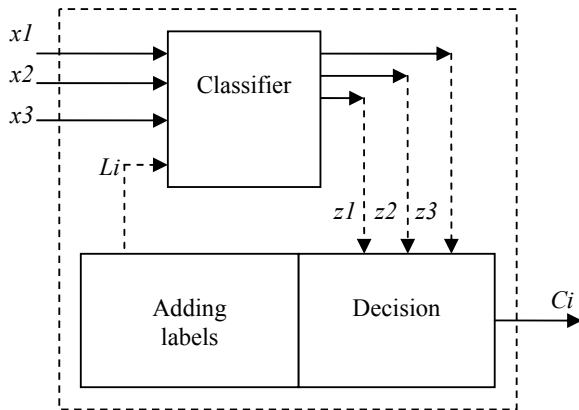 x1
x2
x3
Classifier
Li
z1 z2 z3
Adding
labels
Decision
Ci